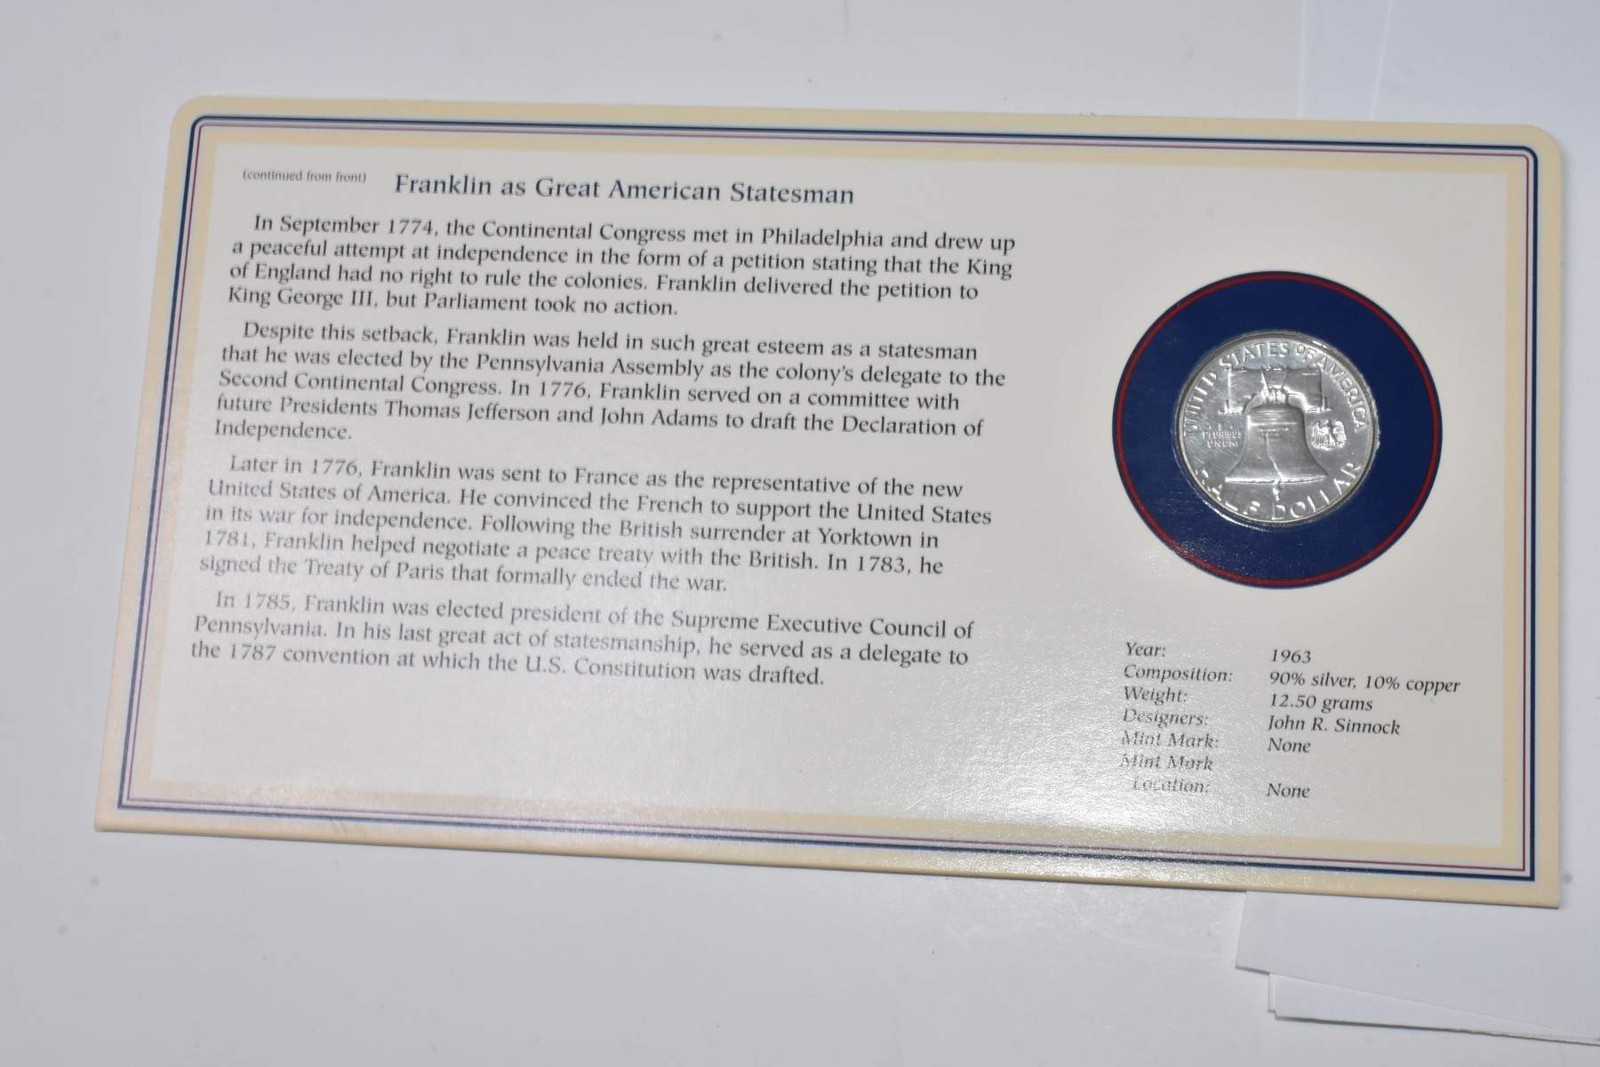 (continued from front) Franklin as Great American Statesman
In September 1774, the Continental Congress met in Philadelphia and drew up
a peaceful attempt at independence in the form of a petition stating that the King
of England had no right to rule the colonies. Franklin delivered the petition to
King George III, but Parliament took no action.
Despite this setback, Franklin was held in such great esteem as a statesman
that he was elected by the Pennsylvania Assembly as the colony's delegate to the
Second Continental Congress. In 1776, Franklin served on a committee with
future Presidents Thomas Jefferson and John Adams to draft the Declaration of
Independence.
Later in 1776, Franklin was sent to France as the representative of the new
United States of America. He convinced the French to support the United States
in its war for independence. Following the British surrender at Yorktown in
1781, Franklin helped negotiate a peace treaty with the British. In 1783, he
signed the Treaty of Paris that formally ended the war.
In 1785, Franklin was elected president of the Supreme Executive Council of
Pennsylvania. In his last great act of statesmanship, he served as a delegate to
the 1787 convention at which the U.S. Constitution was drafted.
UNITED STATES OF AMERICA
E
PLURIBUS
UNUM
HALF DOLLAR
Year: 1963
Composition: 90% silver, 10% copper
Weight: 12.50 grams
Designers: John R. Sinnock
Mint Mark: None
Mint Mark
Location: None